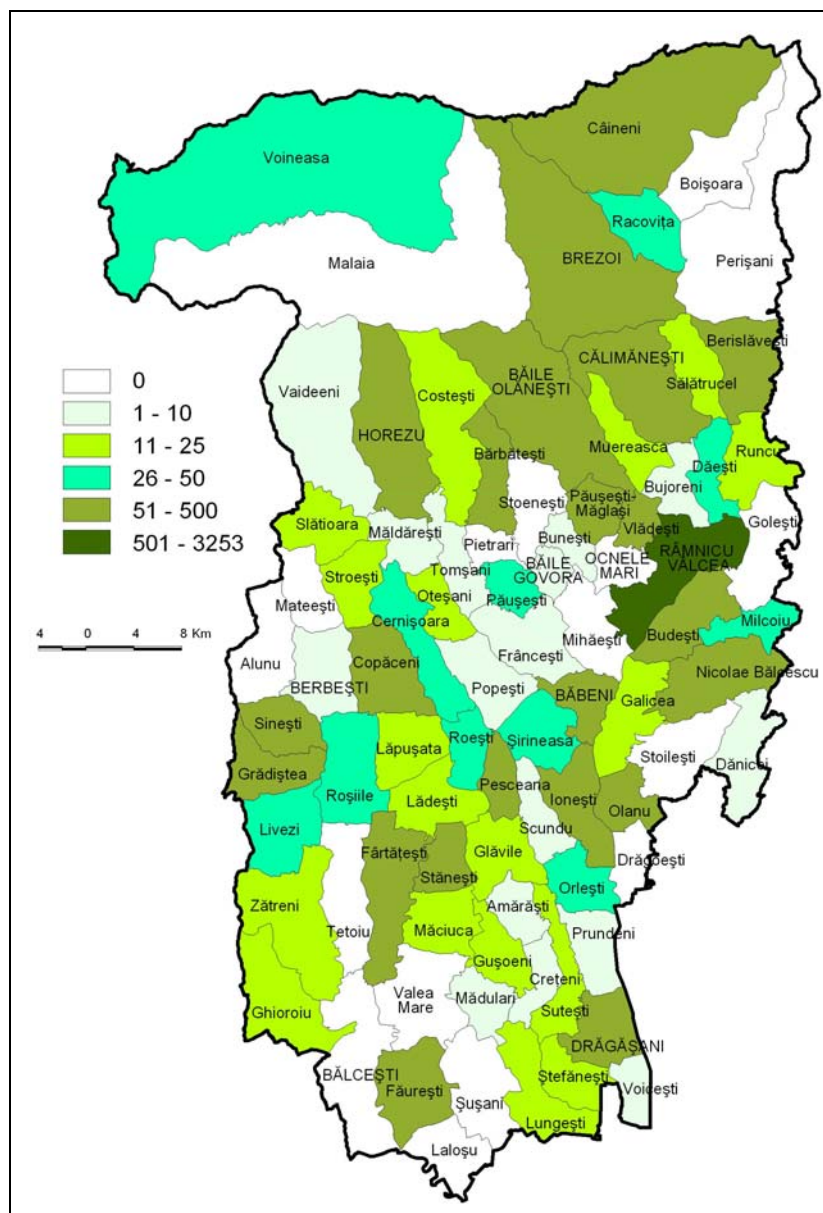 Câineni
Voineasa
Boişoara
Racoviţa
BREZOI
Perişani
Malaia
Berislăveşti
CĂLIMĂNEŞTI
BĂILE
OLĂNEŞTI
Sălătrucel
Vaideeni
Costeşti
HOREZU
Muereasca
Bărbăteşti
Runcu
Dăeşti
Bujoreni
Stoeneşti
Păuşeşti-
Măglaşi
Goleşti
Slătioara
Vlădeşti
Măldăreşti
Buneşti
Pietrari
OCNELE
MARI
RÂMNICU
VÂLCEA
BĂILE
GOVORA
Tomşani
Stroeşti
Oteşani
Păuşeşti
Mateeşti
Cernişoara
Milcoiu
Budeşti
Mihăeşti
Frânceşti
Alunu
Copăceni
Nicolae Bălcescu
BERBEŞTI
Popeşti
BĂBENI
Galicea
Sineşti
Stoileşti
Lăpuşata
Roeşti
Şirineasa
Dănicei
Grădiştea
Pesceana
Roşiile
Lădeşti
Ioneşti
Olanu
Scundu
Livezi
Fârtăţeşti
Glăvile
Drăgoeşti
Stăneşti
Orleşti
Zătreni
Amărăşti
Tetoiu
Măciuca
Prundeni
Guşoeni
Creteni
Ghioroiu
Valea
Mare
Mădulari
Suteşti
DRĂGĂŞANI
BĂLCEŞTI
Ştefăneşti
Făureşti
Voiceşti
Şuşani
Lungeşti
Laloşu
0
1 - 10
11 - 25
26 - 50
51 - 500
501 - 3253
4 0 4 8 Km